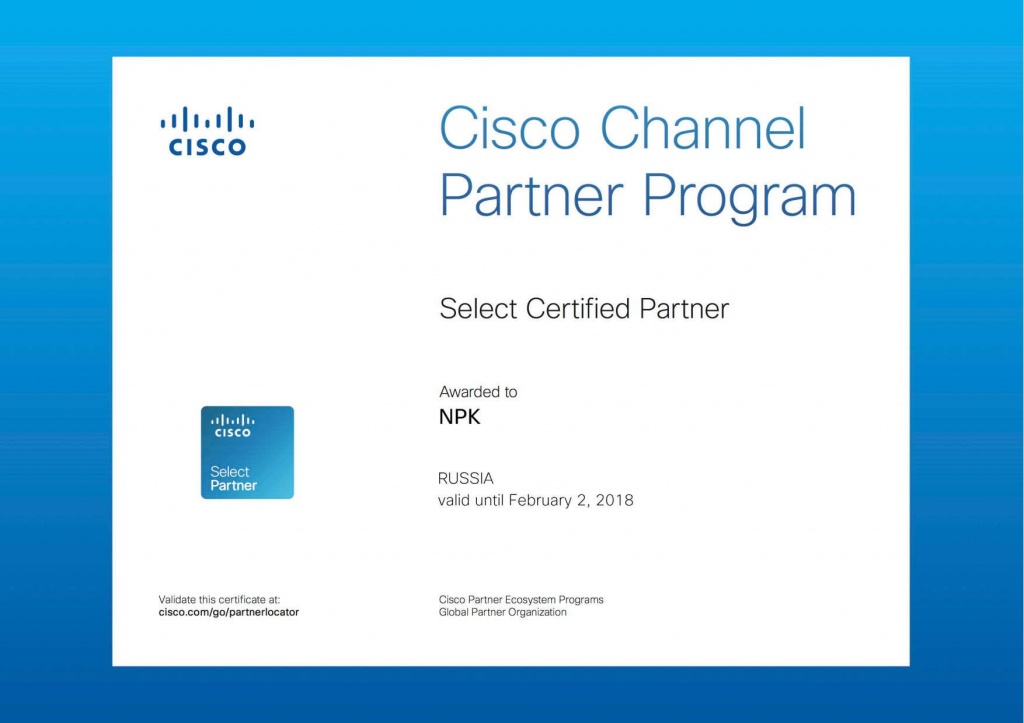 CISCO
Cisco Channel
Partner Program
Select Certified Partner
Awarded to
NPK
CISCO
Select
Partner
RUSSIA
valid until February 2, 2018
Validate this certificate at:
cisco.com/go/partnerlocator
Cisco Partner Ecosystem Programs
Global Partner Organization